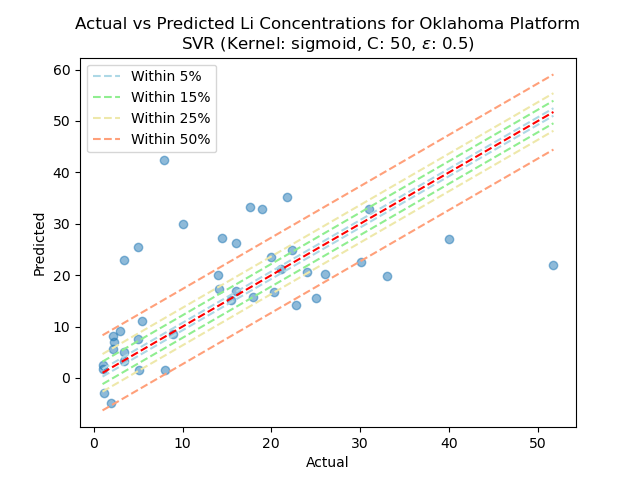 Actual vs Predicted Li Concentrations for Oklahoma Platform
SVR (Kernel: sigmoid, C: 50, ε: 0.5)
Within 5%
Within 15%
Within 25%
Within 50%
Predicted
60
50
40
30
20
10
0
0 10 20 30 40 50
Actual